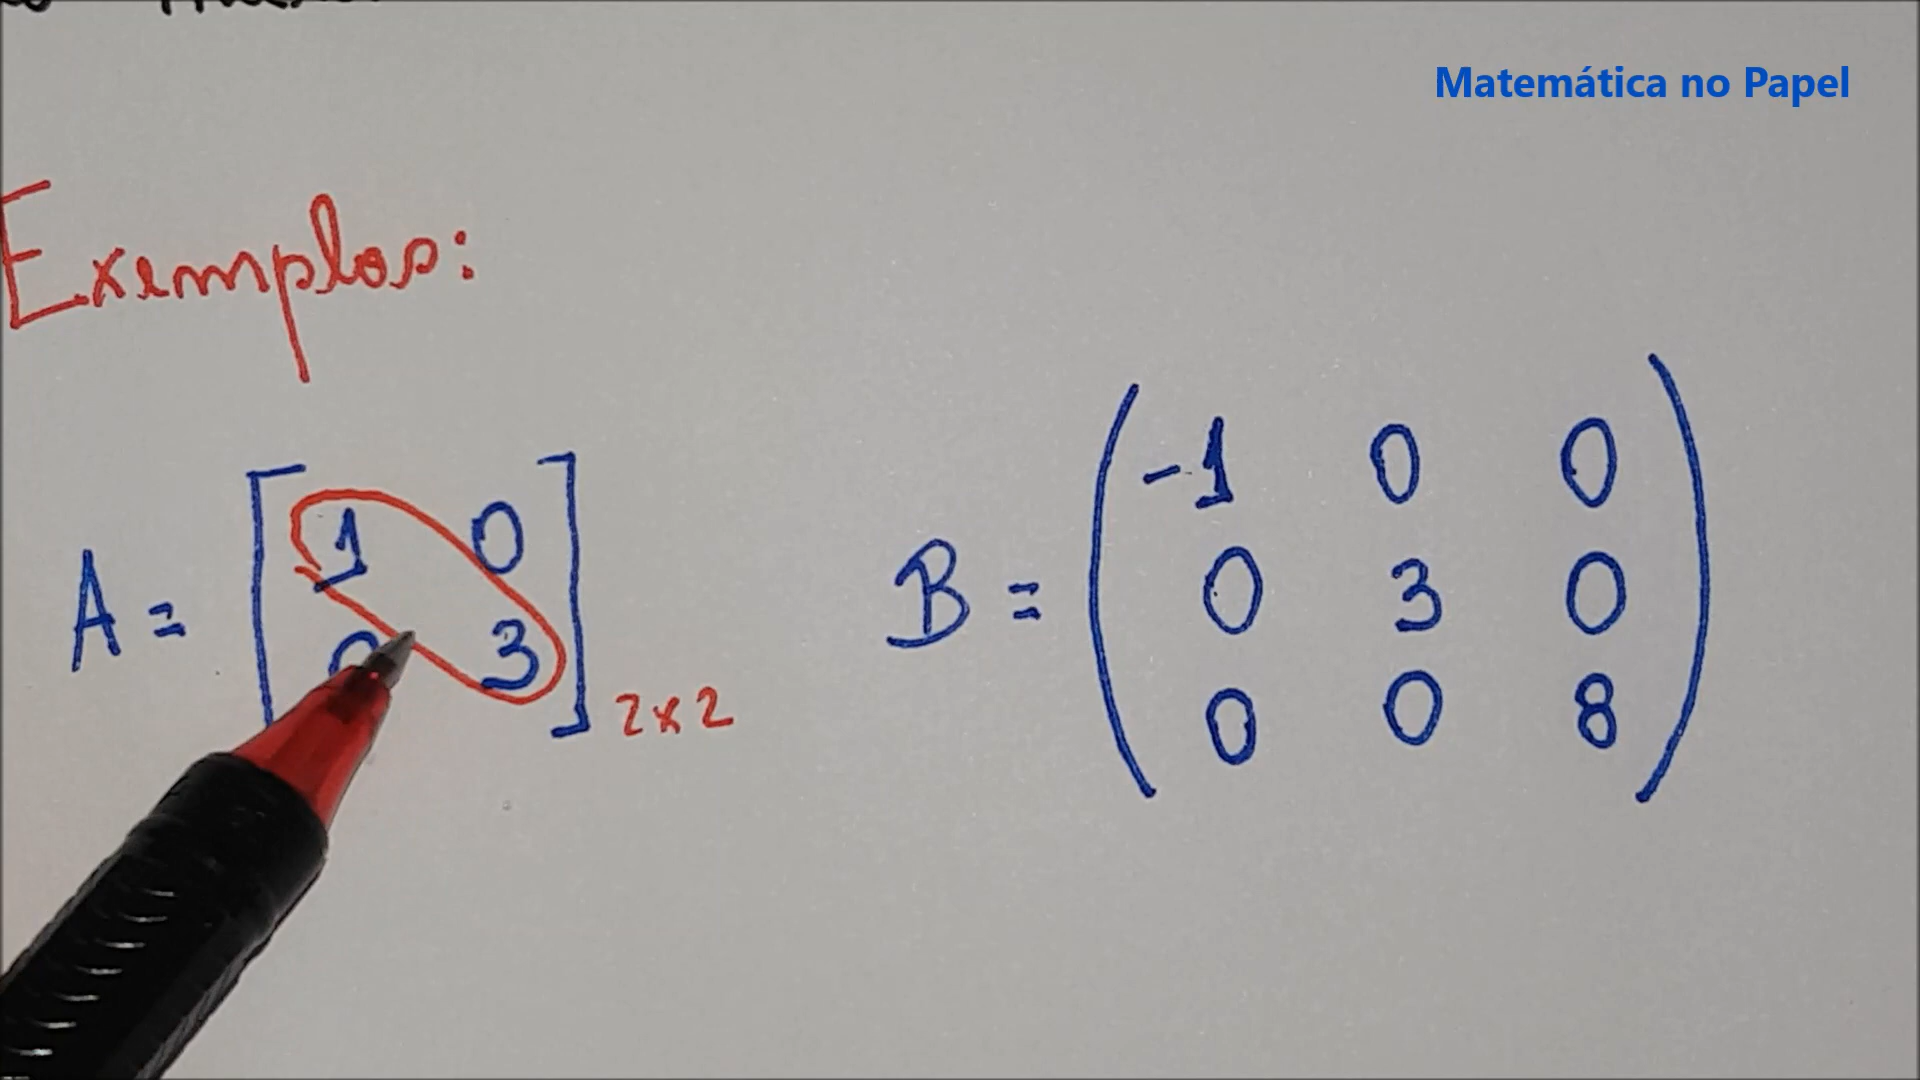 Matemática no Papel
Exemplos:
A = [1 0
0 3] 2x2
B = (-1 0 0
0 3 0
0 0 8)